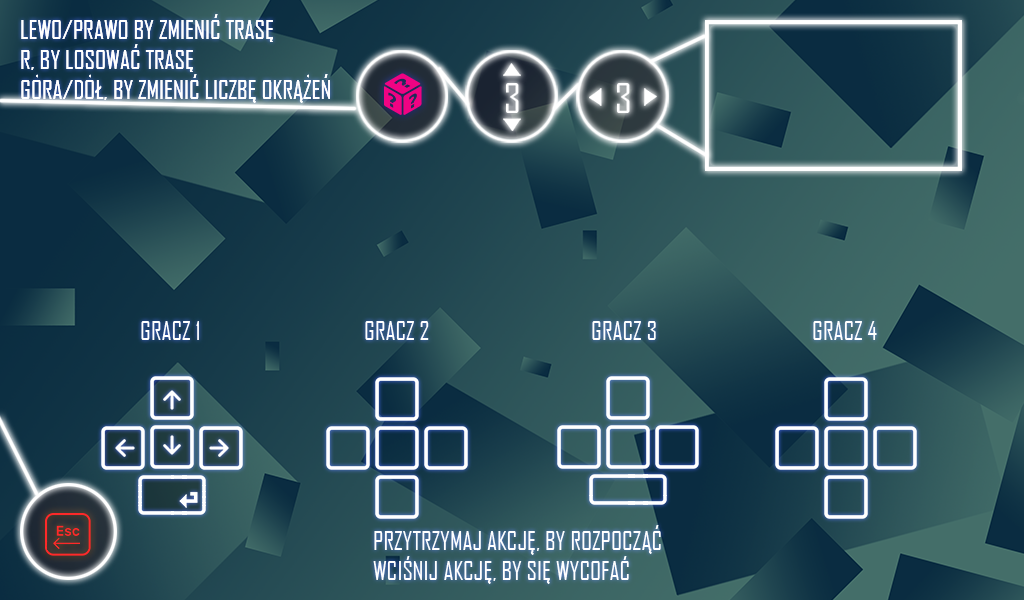 LEWO/PRAWO BY ZMIENIĆ TRASĘ
R, BY LOSOWAĆ TRASĘ
GÓRA/DÓŁ, BY ZMIENIĆ LICZBĘ OKRĄŻEŃ
? ? ?
3
3
GRACZ 1
GRACZ 2
GRACZ 3
GRACZ 4
Esc
PRZYTRZYMAJ AKCJĘ, BY ROZPOCZĄĆ
WCIŚNIJ AKCJĘ, BY SIĘ WYCOFAĆ